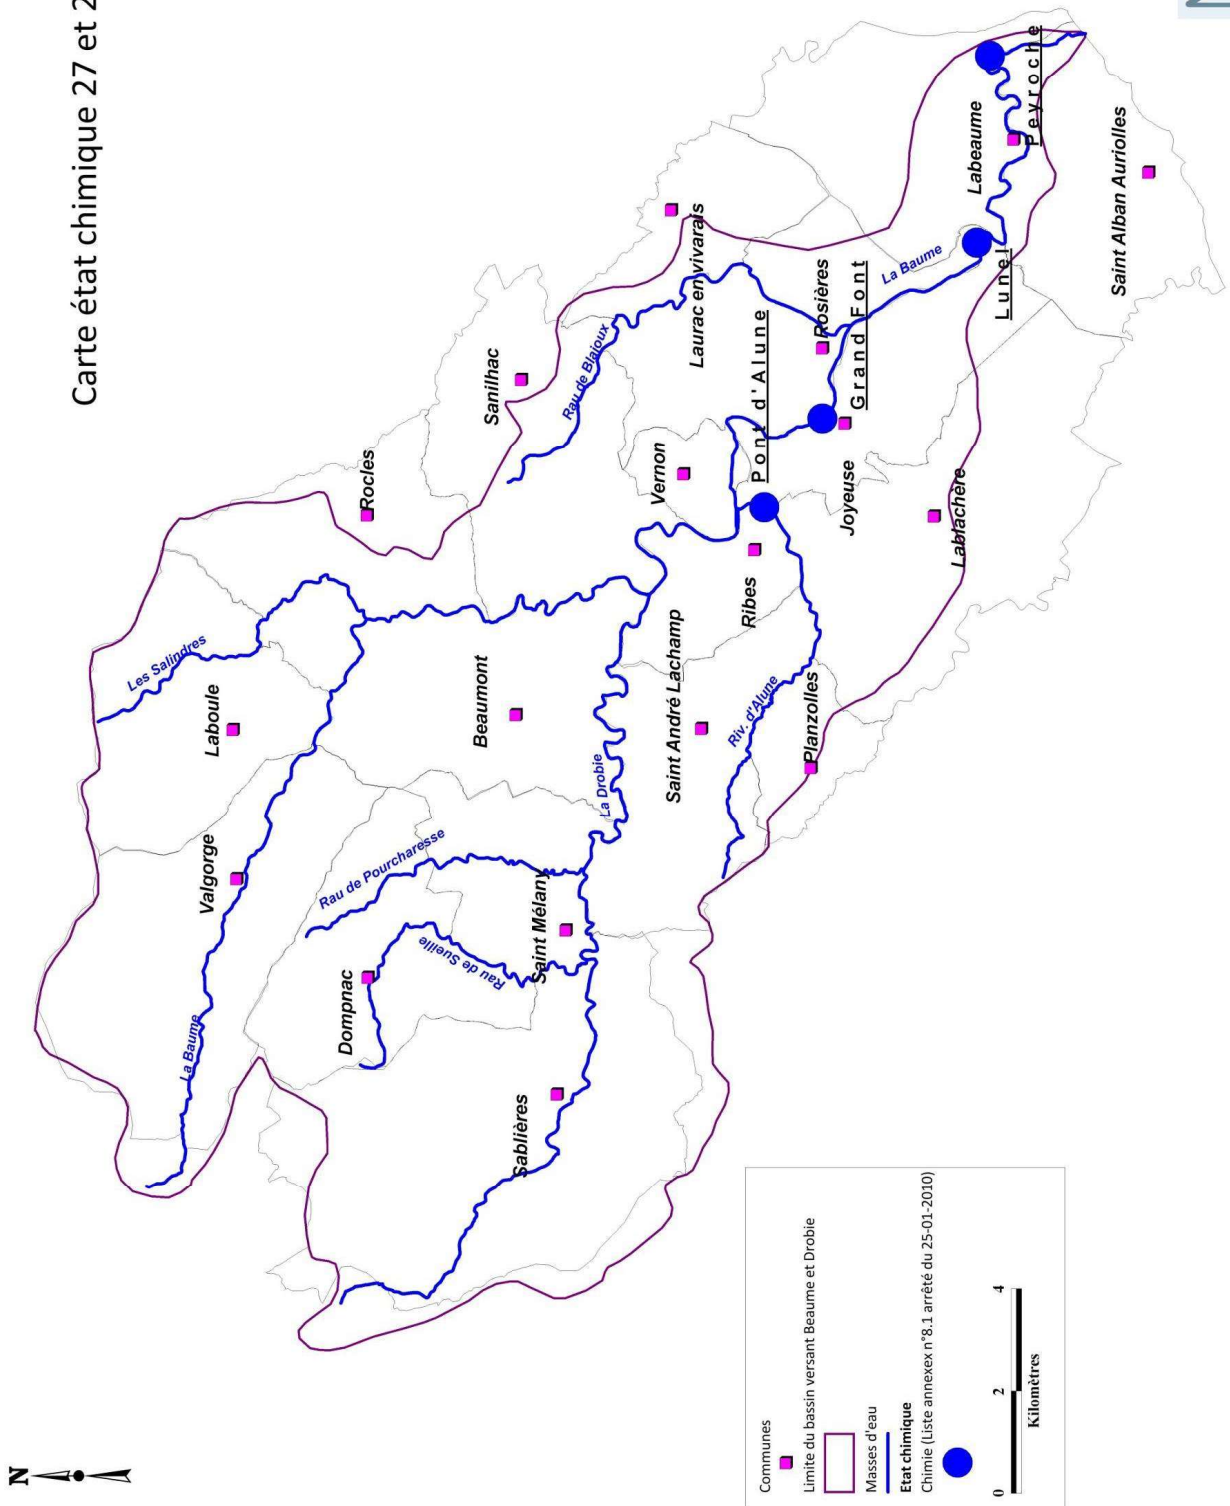 Carte état chimique 27 et 2
N
Rocles
Sanilhac
Les Salindres
Laboule
Valgorge
Beaumont
Rau de Blajoux
Laurac en vivarais
Vernon
Rau de Pourcharesse
La Baume
Dompnac
Rau de Sueille
Saint Mélany
La Drobie
Saint André Lachamp
Ribes
Pont d'Alune
Rosières
Grand Font
La Baume
Labeaume
Peyroche
Lunel
Saint Alban Auriolles
Joyeuse
Lablachère
Riv. d'Alune
Planzolles
Sablières
Communes
Limite du bassin versant Beaume et Drobie
Masses d'eau
Etat chimique
Chimie (Liste annexex n°8.1 arrêté du 25-01-2010)
0 2 4
Kilomètres